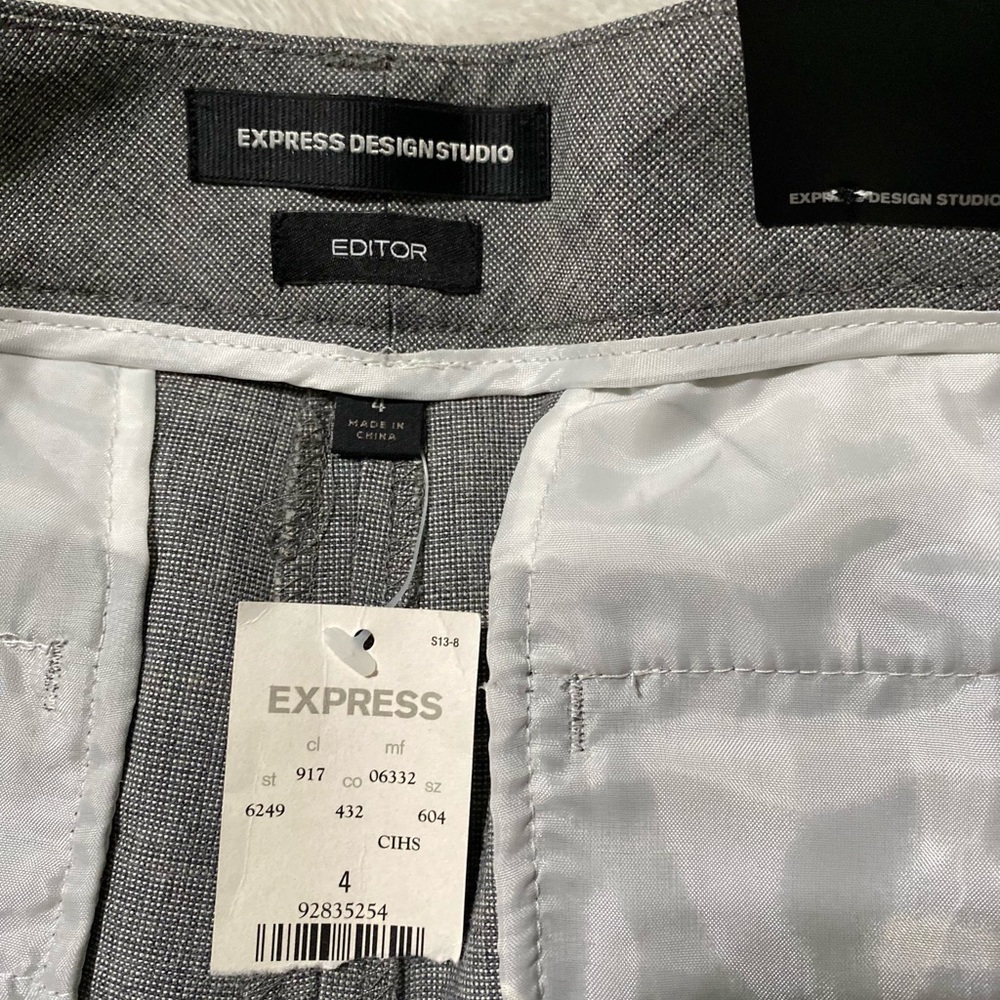 EXPRESS DESIGN STUDIO
DESIGN STUDIO
EDITOR
4
MADE IN
CHINA
S13-8
EXPRESS
cl mf
st 917 co 06332 sz
6249 432 604
CIHS
4
92835254